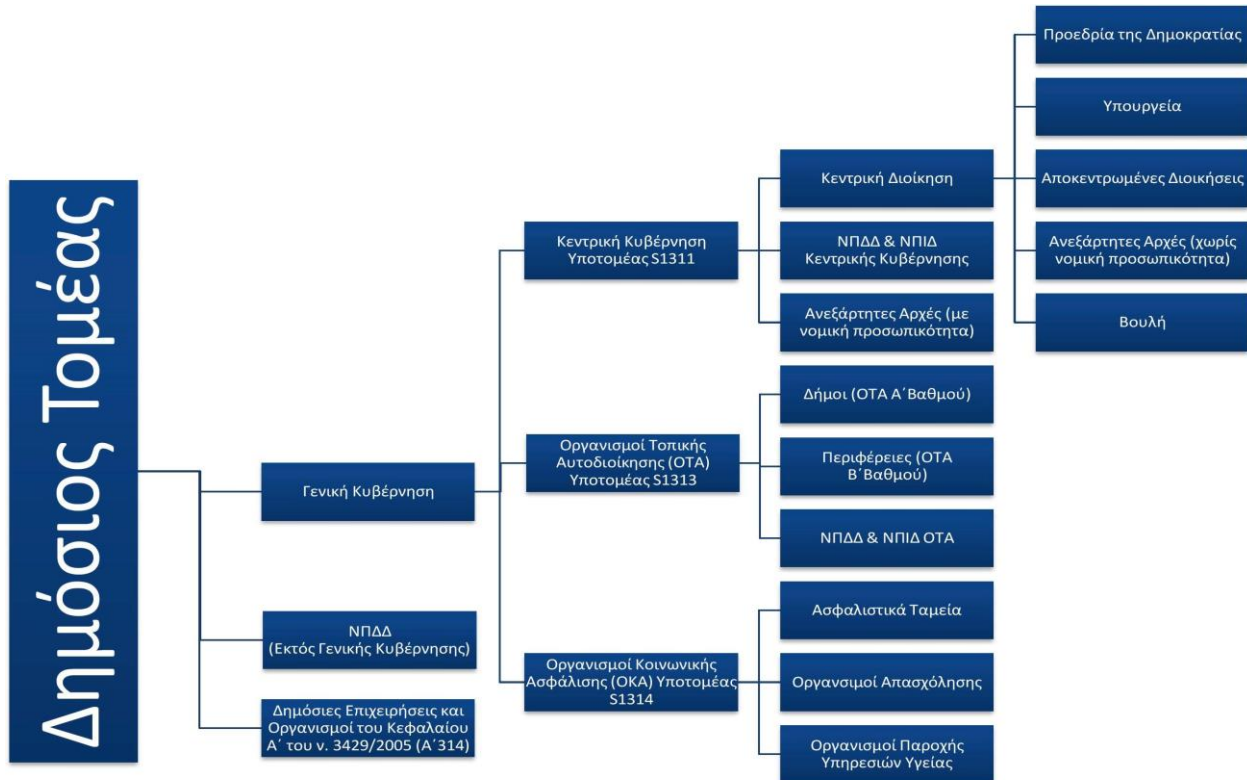 Δημόσιος Τομέας
Γενική Κυβέρνηση
ΝΠΔΔ
(Εκτός Γενικής Κυβέρνησης)
Δημόσιες Επιχειρήσεις και
Οργανισμοί του Κεφαλαίου
Α΄ του ν. 3429/2005 (Α΄314)
Κεντρική Κυβέρνηση
Υποτομέας S1311
Οργανισμοί Τοπικής
Αυτοδιοίκησης (ΟΤΑ)
Υποτομέας S1313
Οργανισμοί Κοινωνικής
Ασφάλισης (ΟΚΑ) Υποτομέας
S1314
Κεντρική Διοίκηση
ΝΠΔΔ & ΝΠΙΔ
Κεντρικής Κυβέρνησης
Ανεξάρτητες Αρχές (με
νομική προσωπικότητα)
Δήμοι (ΟΤΑ Α΄Βαθμού)
Περιφέρειες (ΟΤΑ
Β΄Βαθμού)
ΝΠΔΔ & ΝΠΙΔ ΟΤΑ
Ασφαλιστικά Ταμεία
Οργανσιμοί Απασχόλησης
Οργανισμοί Παροχής
Υπηρεσιών Υγείας
Προεδρία της Δημοκρατίας
Υπουργεία
Αποκεντρωμένες Διοικήσεις
Ανεξάρτητες Αρχές (χωρίς
νομική προσωπικότητα)
Βουλή